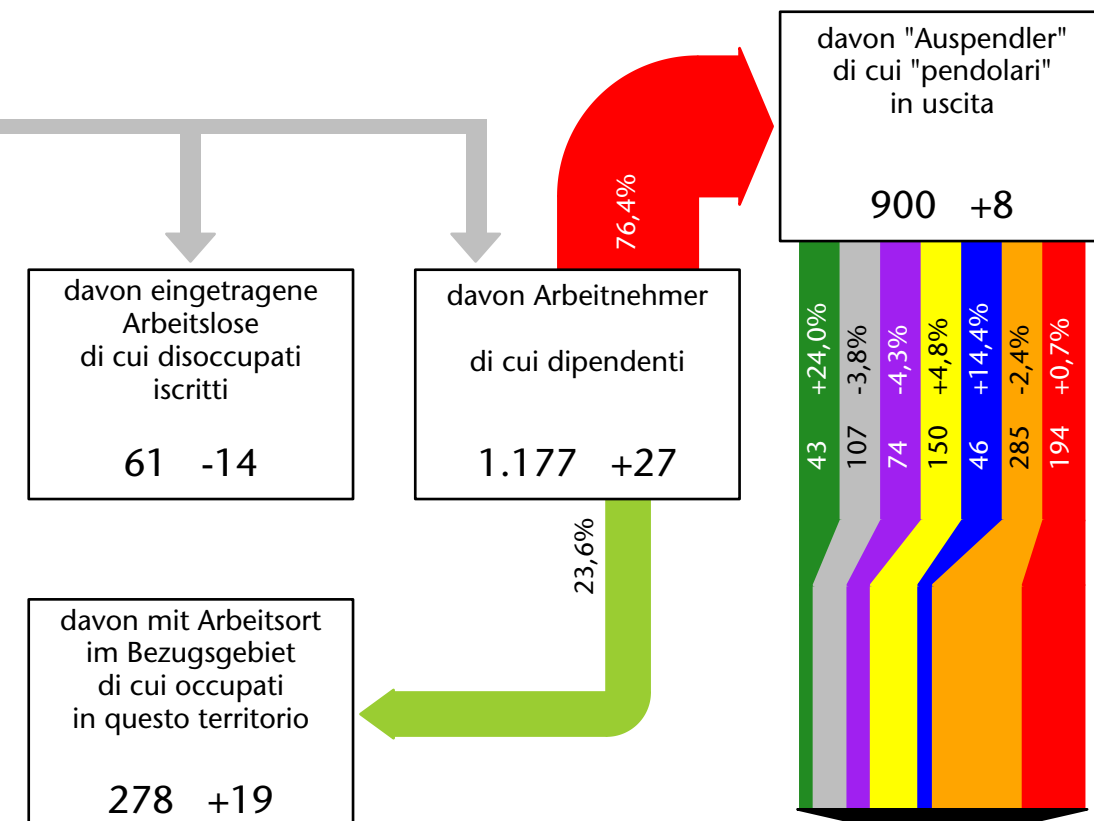 davon "Auspendler"
di cui "pendolari"
in uscita
900 +8
76,4%
davon eingetragene
Arbeitslose
di cui disoccupati
iscritti
61 -14
davon Arbeitnehmer
di cui dipendenti
1.177 +27
43 +24,0%
107 -3,8%
74 -4,3%
150 +4,8%
46 +14,4%
285 -2,4%
194 +0,7%
23,6%
davon mit Arbeitsort
im Bezugsgebiet
di cui occupati
in questo territorio
278 +19